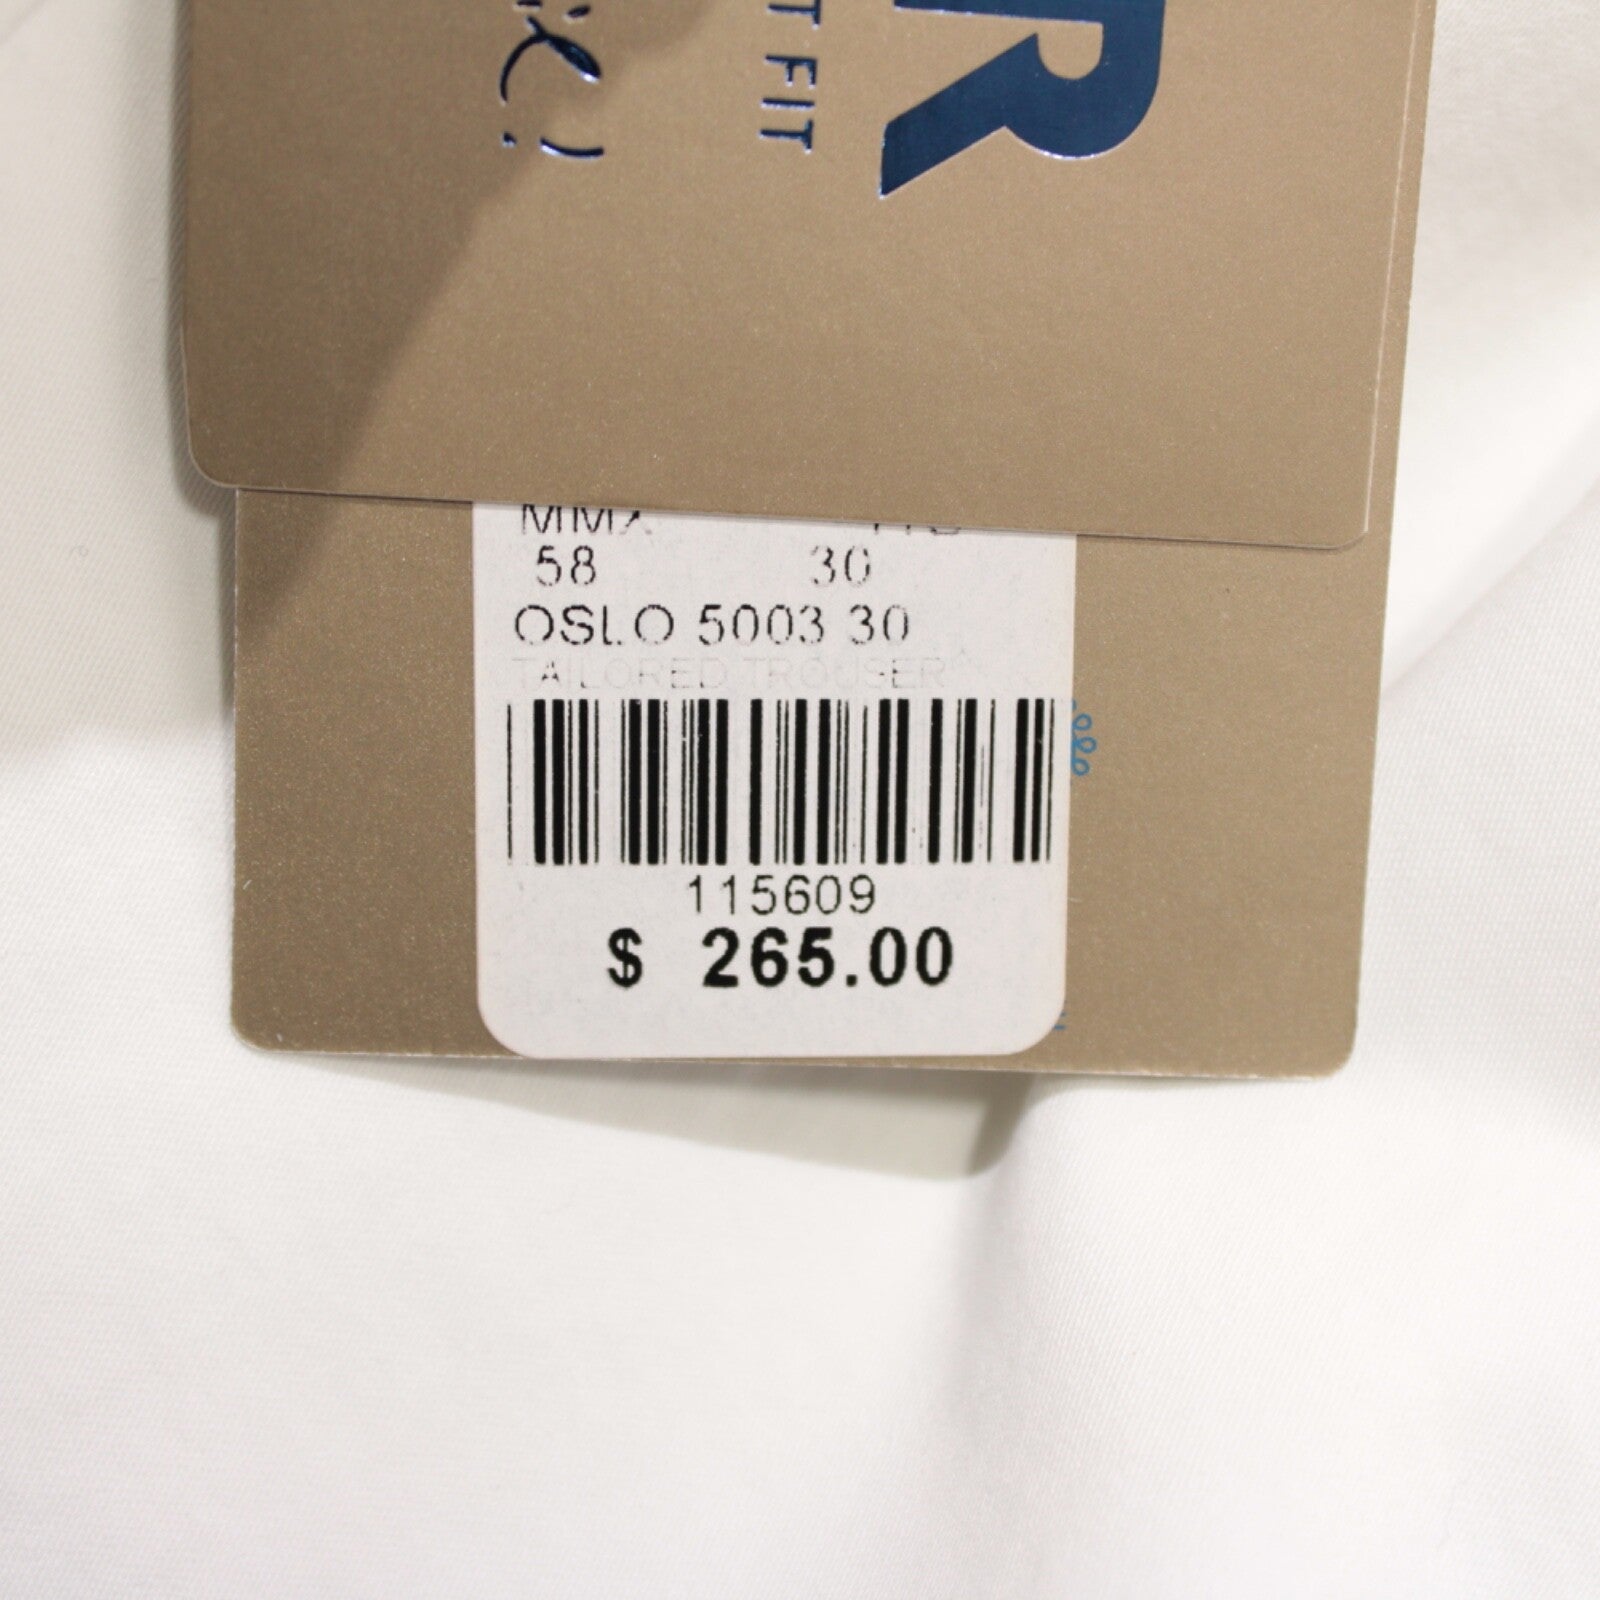 R
T FIT
MMX
58 30
OSLO 5003 30
TAILORED TROUSER
115609
$ 265.00